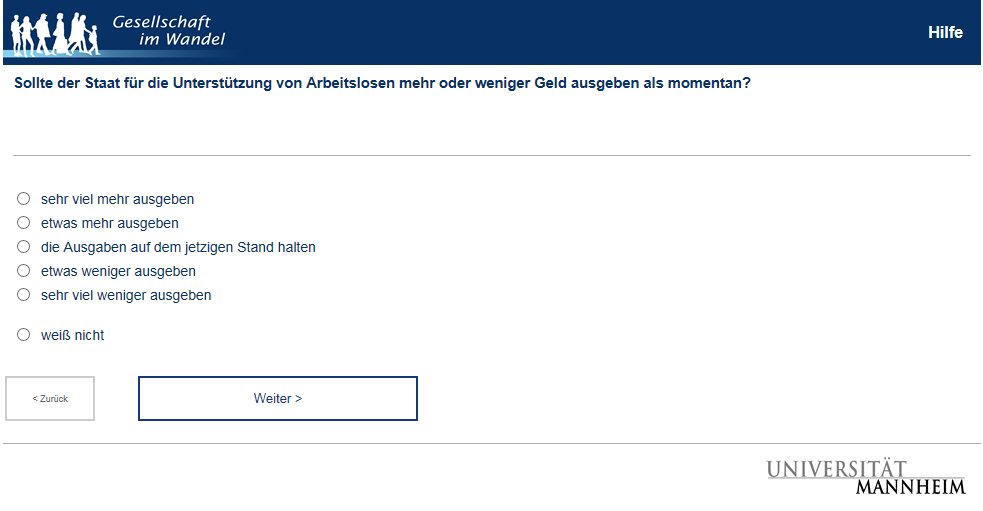 Gesellschaft
im Wandel
Hilfe
Sollte der Staat für die Unterstützung von Arbeitslosen mehr oder weniger Geld ausgeben als momentan?
sehr viel mehr ausgeben
etwas mehr ausgeben
die Ausgaben auf dem jetzigen Stand halten
etwas weniger ausgeben
sehr viel weniger ausgeben
weiß nicht
< Zurück
Weiter >
UNIVERSITÄT
MANNHEIM